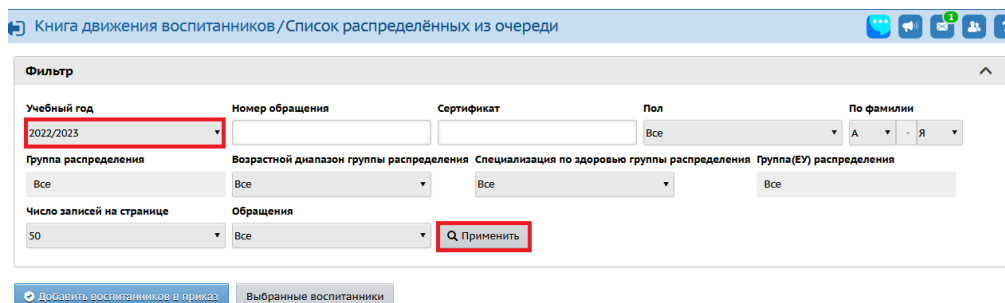 Книга движения воспитанников/Список распределённых из очереди
1
?
Фильтр
Учебный год Номер обращения Сертификат Пол По фамилии
2022/2023 Все А - Я
Группа распределения Возрастной диапазон группы распределения Специализация по здоровью группы распределения Группа(ЕУ) распределения
Все Все Все Все
Число записей на странице Обращения
50 Все Применить
Добавить воспитанников в приказ Выбранные воспитанники